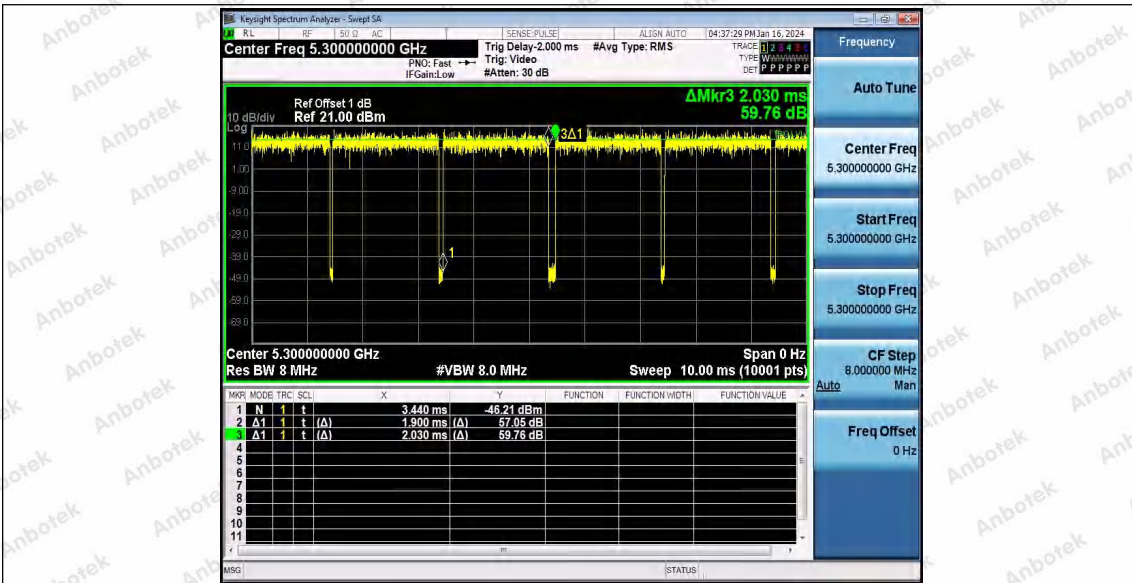 Keysight Spectrum Analyzer - Swept SA
RL RF 50 Ω AC SENSE:PULSE ALIGN AUTO 04:37:29 PM Jan 16, 2024
Center Freq 5.300000000 GHz
PNO: Fast
IFGain:Low
Trig Delay-2.000 ms
Trig: Video
#Atten: 30 dB
#Avg Type: RMS
TRACE 1 2 3 4 5 6
TYPE WWWWWW
DET P P P P P P
ΔMkr3 2.030 ms
59.76 dB
Ref Offset 1 dB
10 dB/div Ref 21.00 dBm
Log
11.0
1.00
-9.00
-19.0
-29.0
-39.0
-49.0
-59.0
-69.0
3Δ1
1
Center 5.300000000 GHz Span 0 Hz
Res BW 8 MHz #VBW 8.0 MHz Sweep 10.00 ms (10001 pts)
MKR MODE TRC SCL X Y FUNCTION FUNCTION WIDTH FUNCTION VALUE
1 N 1 t 3.440 ms -46.21 dBm
2 Δ1 1 t (Δ) 1.900 ms (Δ) 57.05 dB
3 Δ1 1 t (Δ) 2.030 ms (Δ) 59.76 dB
4
5
6
7
8
9
10
11
MSG STATUS
Frequency
Auto Tune
Center Freq
5.300000000 GHz
Start Freq
5.300000000 GHz
Stop Freq
5.300000000 GHz
CF Step
8.000000 MHz
Auto Man
Freq Offset
0 Hz
Anbotek